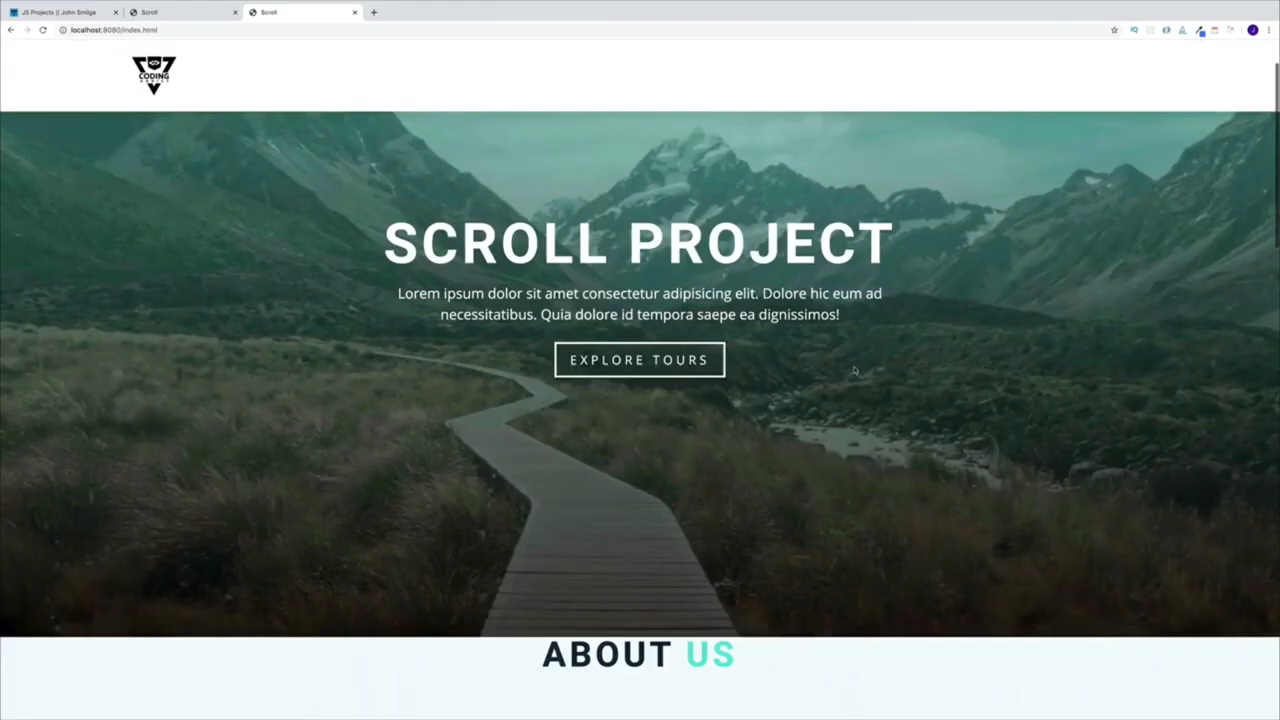 JS Projects || John Smilga
Scroll
Scroll
localhost:8080/index.html
CODING
ADDICT
SCROLL PROJECT
Lorem ipsum dolor sit amet consectetur adipisicing elit. Dolore hic eum ad
necessitatibus. Quia dolore id tempora saepe ea dignissimos!
EXPLORE TOURS
ABOUT US